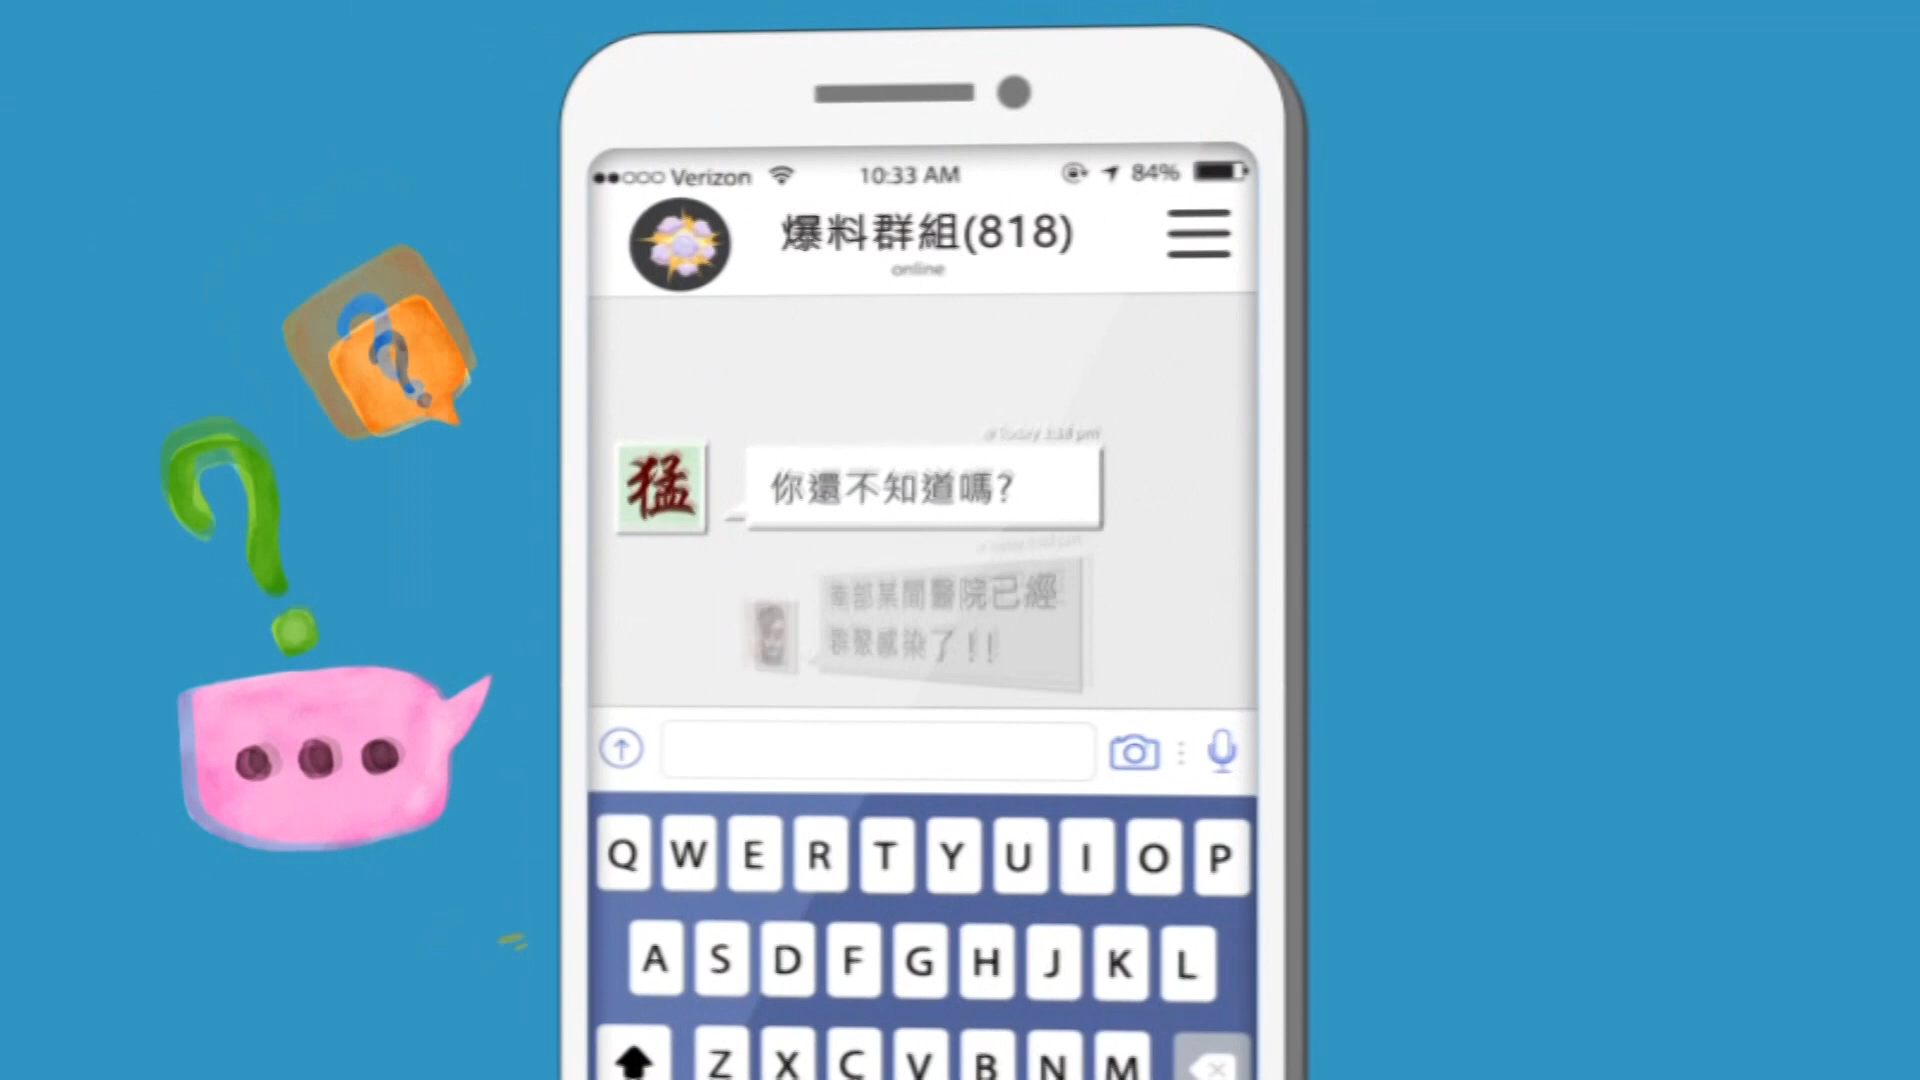 Verizon 10:33 AM 84%
爆料群組(818)
online
猛
你還不知道嗎?
南部某間醫院已經
群聚感染了!!
Q W E R T Y U I O P
A S D F G H J K L
Z X C V B N M